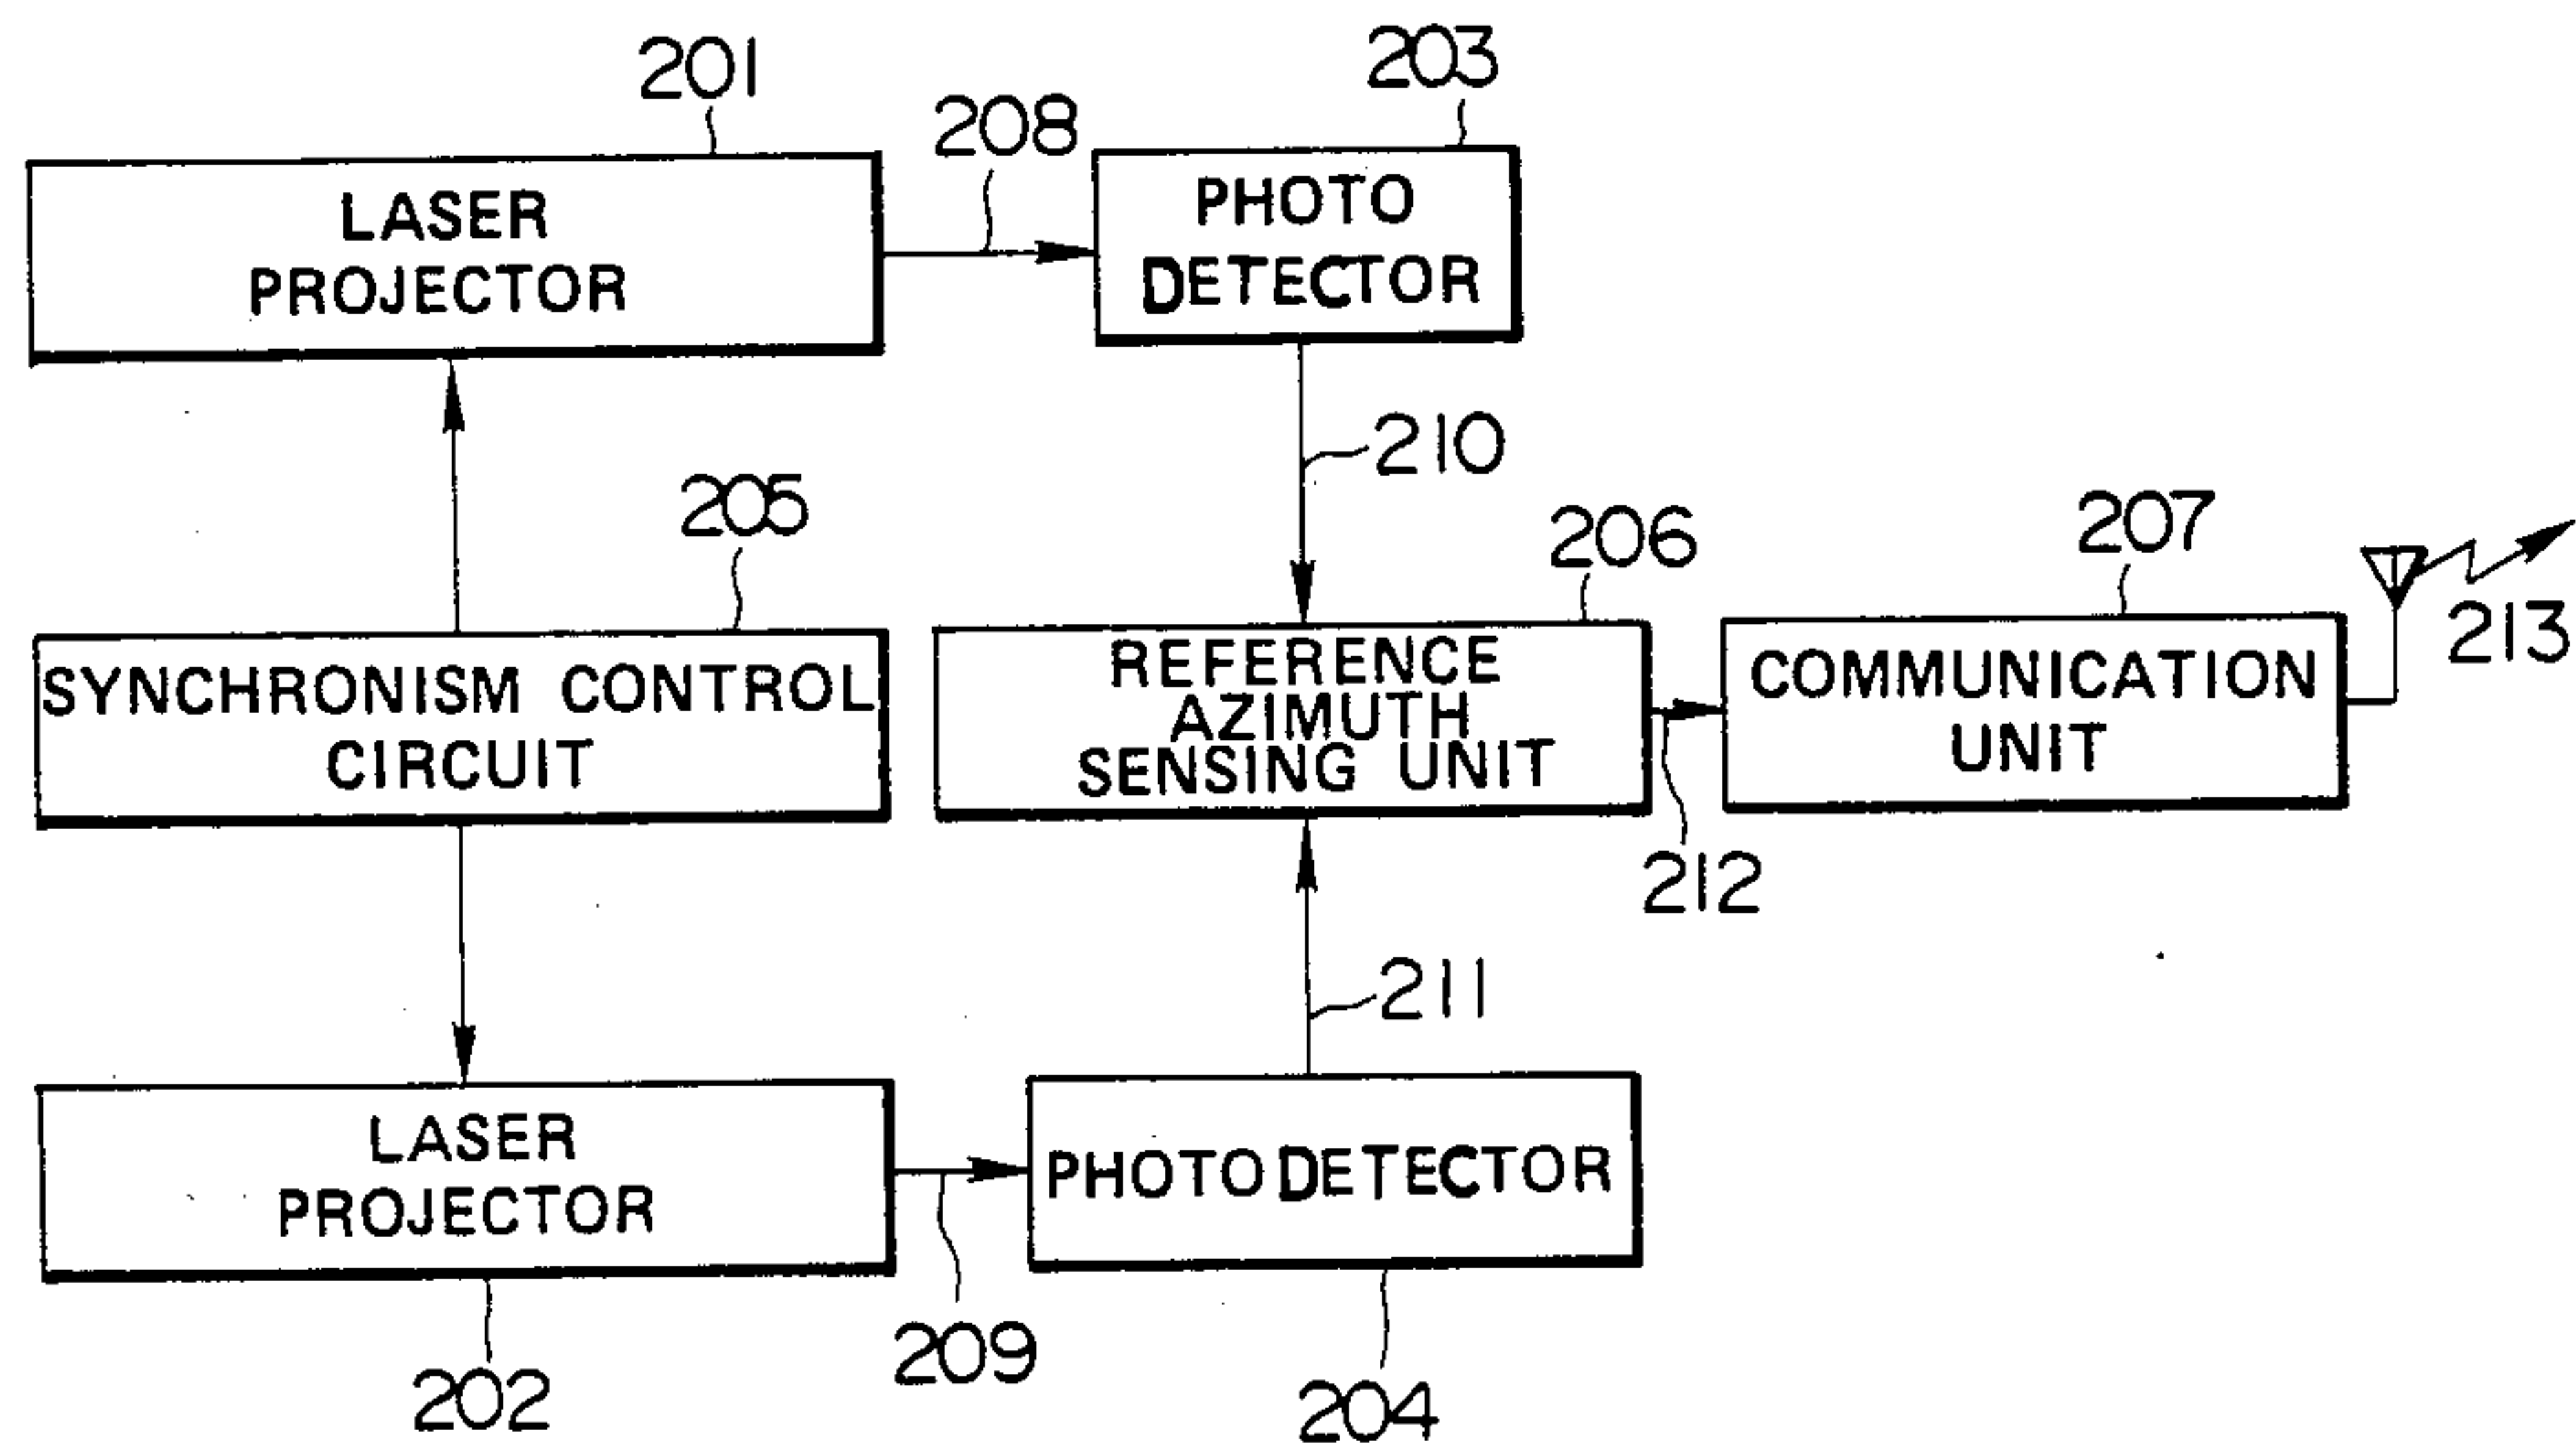 201
203
208
LASER
PROJECTOR
PHOTO
DETECTOR
210
205
206
207
213
SYNCHRONISM CONTROL
CIRCUIT
REFERENCE
AZIMUTH
SENSING UNIT
COMMUNICATION
UNIT
212
211
LASER
PROJECTOR
PHOTO DETECTOR
209
202
204